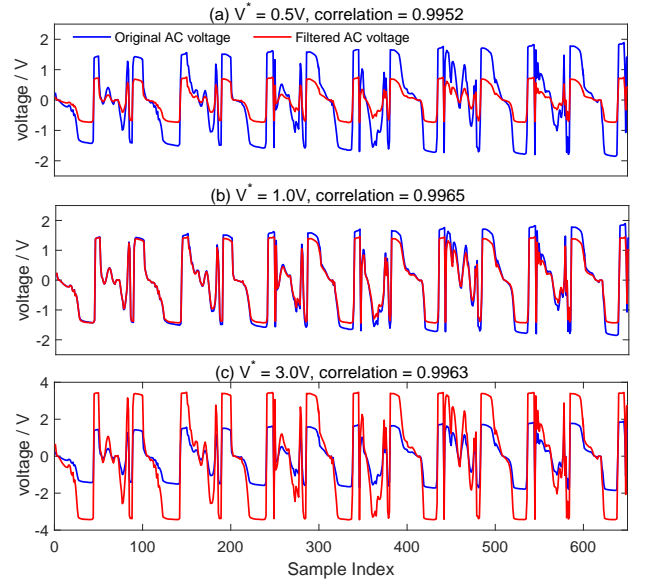 (a) V* = 0.5V, correlation = 0.9952
Original AC voltage Filtered AC voltage
2
1
0
-1
-2
voltage / V
(b) V* = 1.0V, correlation = 0.9965
2
1
0
-1
-2
voltage / V
(c) V* = 3.0V, correlation = 0.9963
4
2
0
-2
-4
voltage / V
0 100 200 300 400 500 600
Sample Index